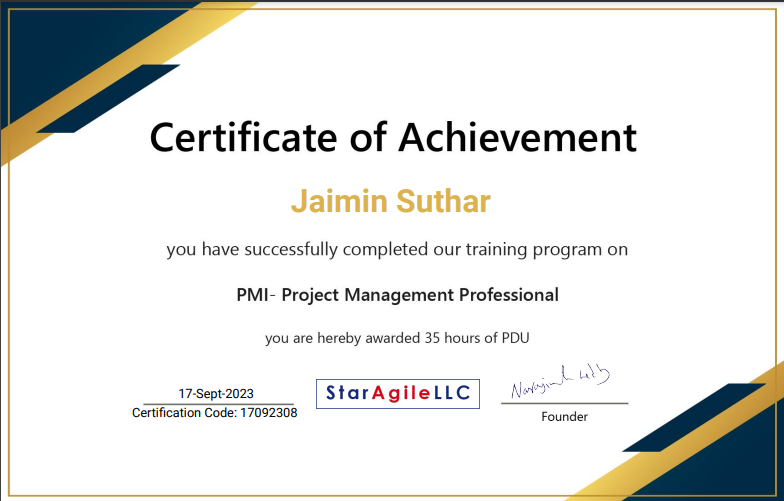 Certificate of Achievement
Jaimin Suthar
you have successfully completed our training program on
PMI- Project Management Professional
you are hereby awarded 35 hours of PDU
17-Sept-2023
Certification Code: 17092308
StarAgileLLC
Founder